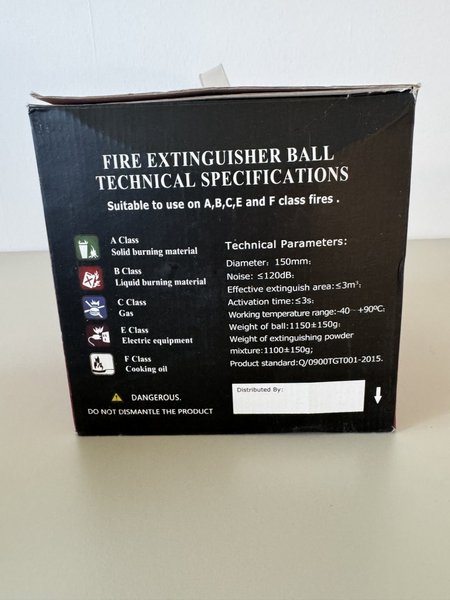 FIRE EXTINGUISHER BALL
TECHNICAL SPECIFICATIONS
Suitable to use on A,B,C,E and F class fires .
A Class
Solid burning material
B Class
Liquid burning material
C Class
Gas
E Class
Electric equipment
F Class
Cooking oil
DANGEROUS.
DO NOT DISMANTLE THE PRODUCT
Technical Parameters:
Diameter: 150mm;
Noise: ≤120dB;
Effective extinguish area:≤3m³;
Activation time:≤3s;
Working temperature range:-40~+90ºC;
Weight of ball:1150±150g;
Weight of extinguishing powder
mixture:1100±150g;
Product standard:Q/0900TGT001-2015.
Distributed By: